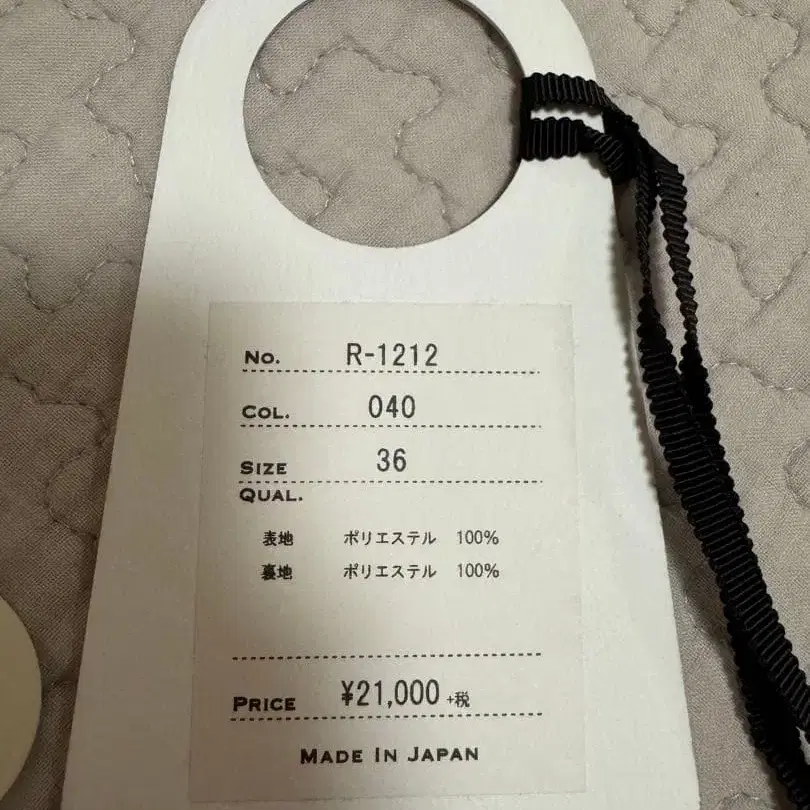 No. R-1212
COL. 040
SIZE 36
QUAL.
表地 ポリエステル 100%
裏地 ポリエステル 100%
PRICE ¥21,000 +税
MADE IN JAPAN